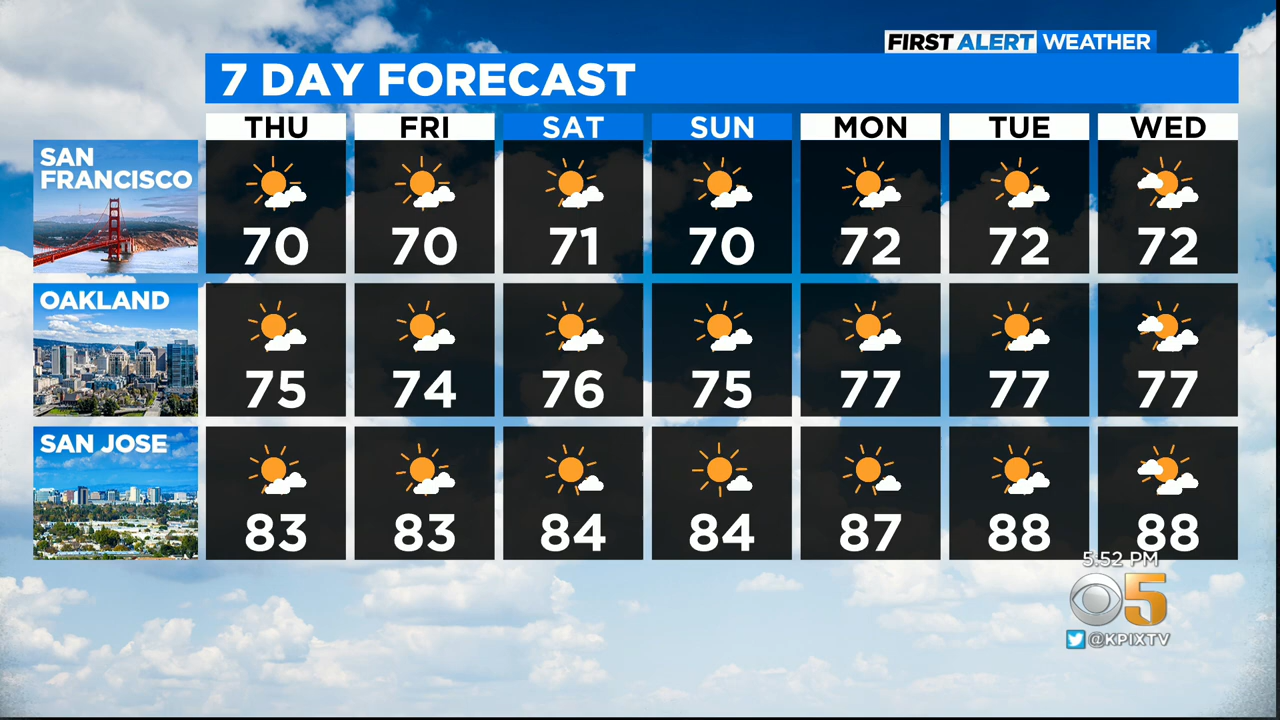 FIRST ALERT WEATHER
7 DAY FORECAST
THU FRI SAT SUN MON TUE WED
SAN
FRANCISCO
70 70 71 70 72 72 72
OAKLAND
75 74 76 75 77 77 77
SAN JOSE
83 83 84 84 87 88 88
5:52 PM
5
@KPIXTV